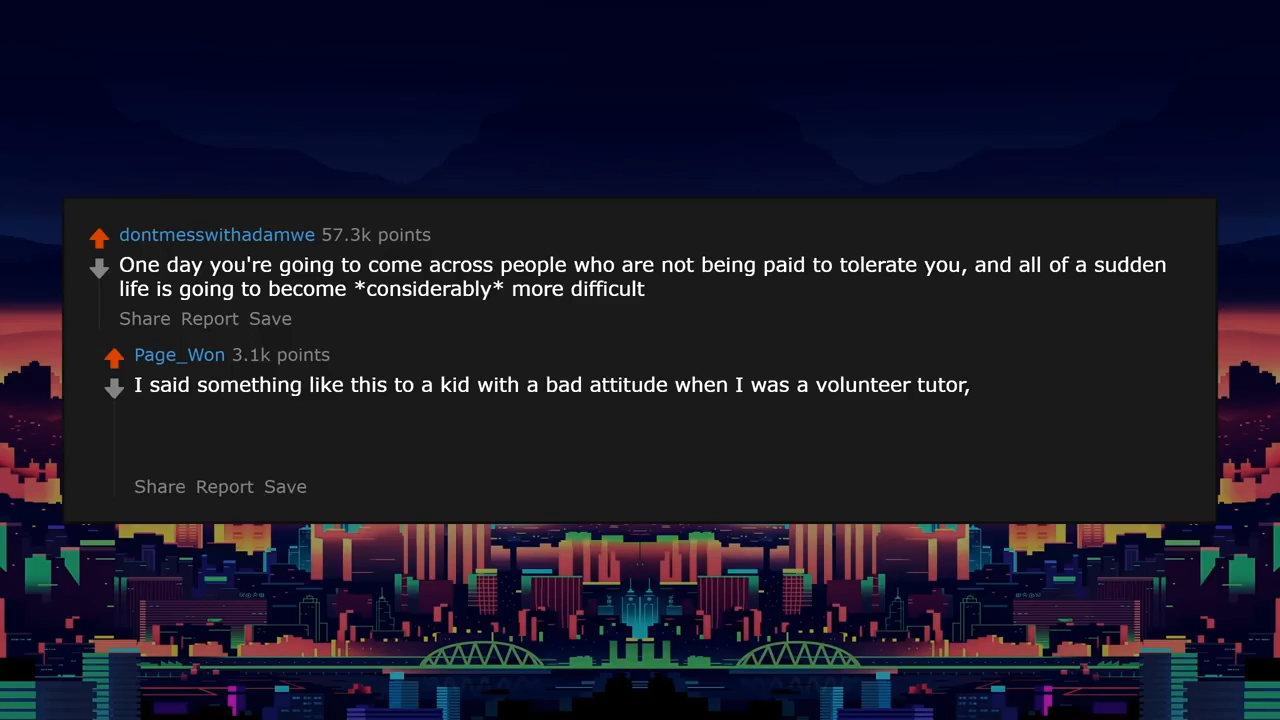 dontmesswithadamwe 57.3k points
One day you're going to come across people who are not being paid to tolerate you, and all of a sudden
life is going to become *considerably* more difficult
Share Report Save
Page_Won 3.1k points
I said something like this to a kid with a bad attitude when I was a volunteer tutor,
Share Report Save